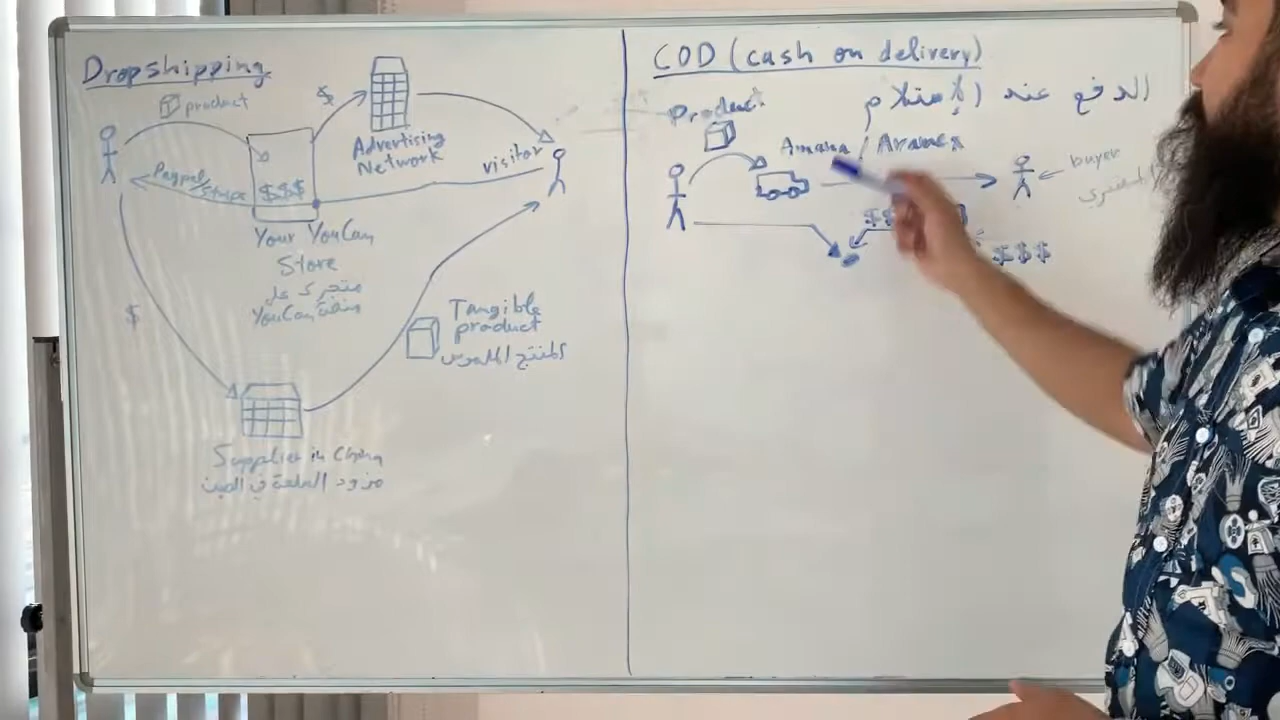 Dropshipping
product
$
Advertising
Network
visitor
Paypal/stripe
$$$
Your YouCan
Store
متجرك على
منصة YouCan
$
Tangible
product
المنتج الملموس
Supplier in China
مزود السلعة في الصين
COD (cash on delivery)
الدفع عند الإستلام
Product
Amana / Aramex
buyer
المشتري
$$
$$$